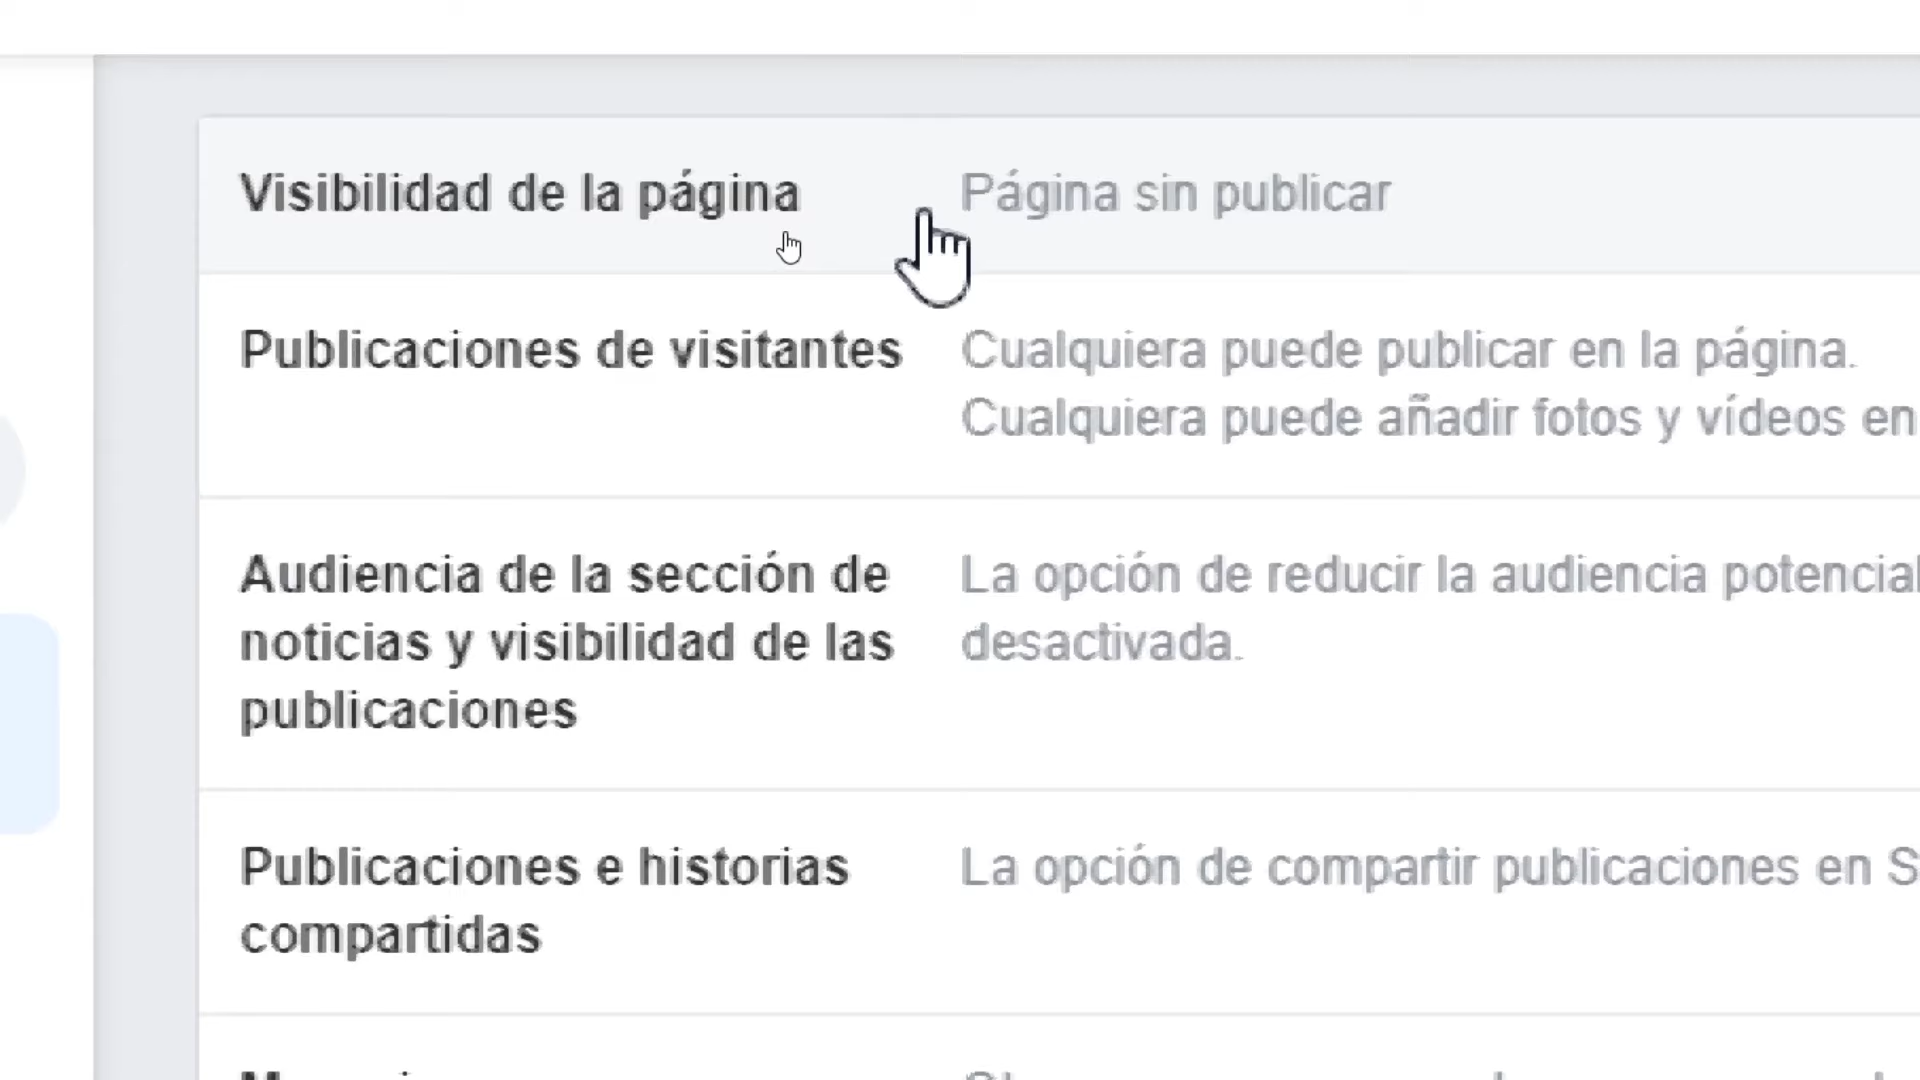 Visibilidad de la página
Página sin publicar
Publicaciones de visitantes
Cualquiera puede publicar en la página.
Cualquiera puede añadir fotos y vídeos en
Audiencia de la sección de
noticias y visibilidad de las
publicaciones
La opción de reducir la audiencia potencial
desactivada.
Publicaciones e historias
compartidas
La opción de compartir publicaciones en S